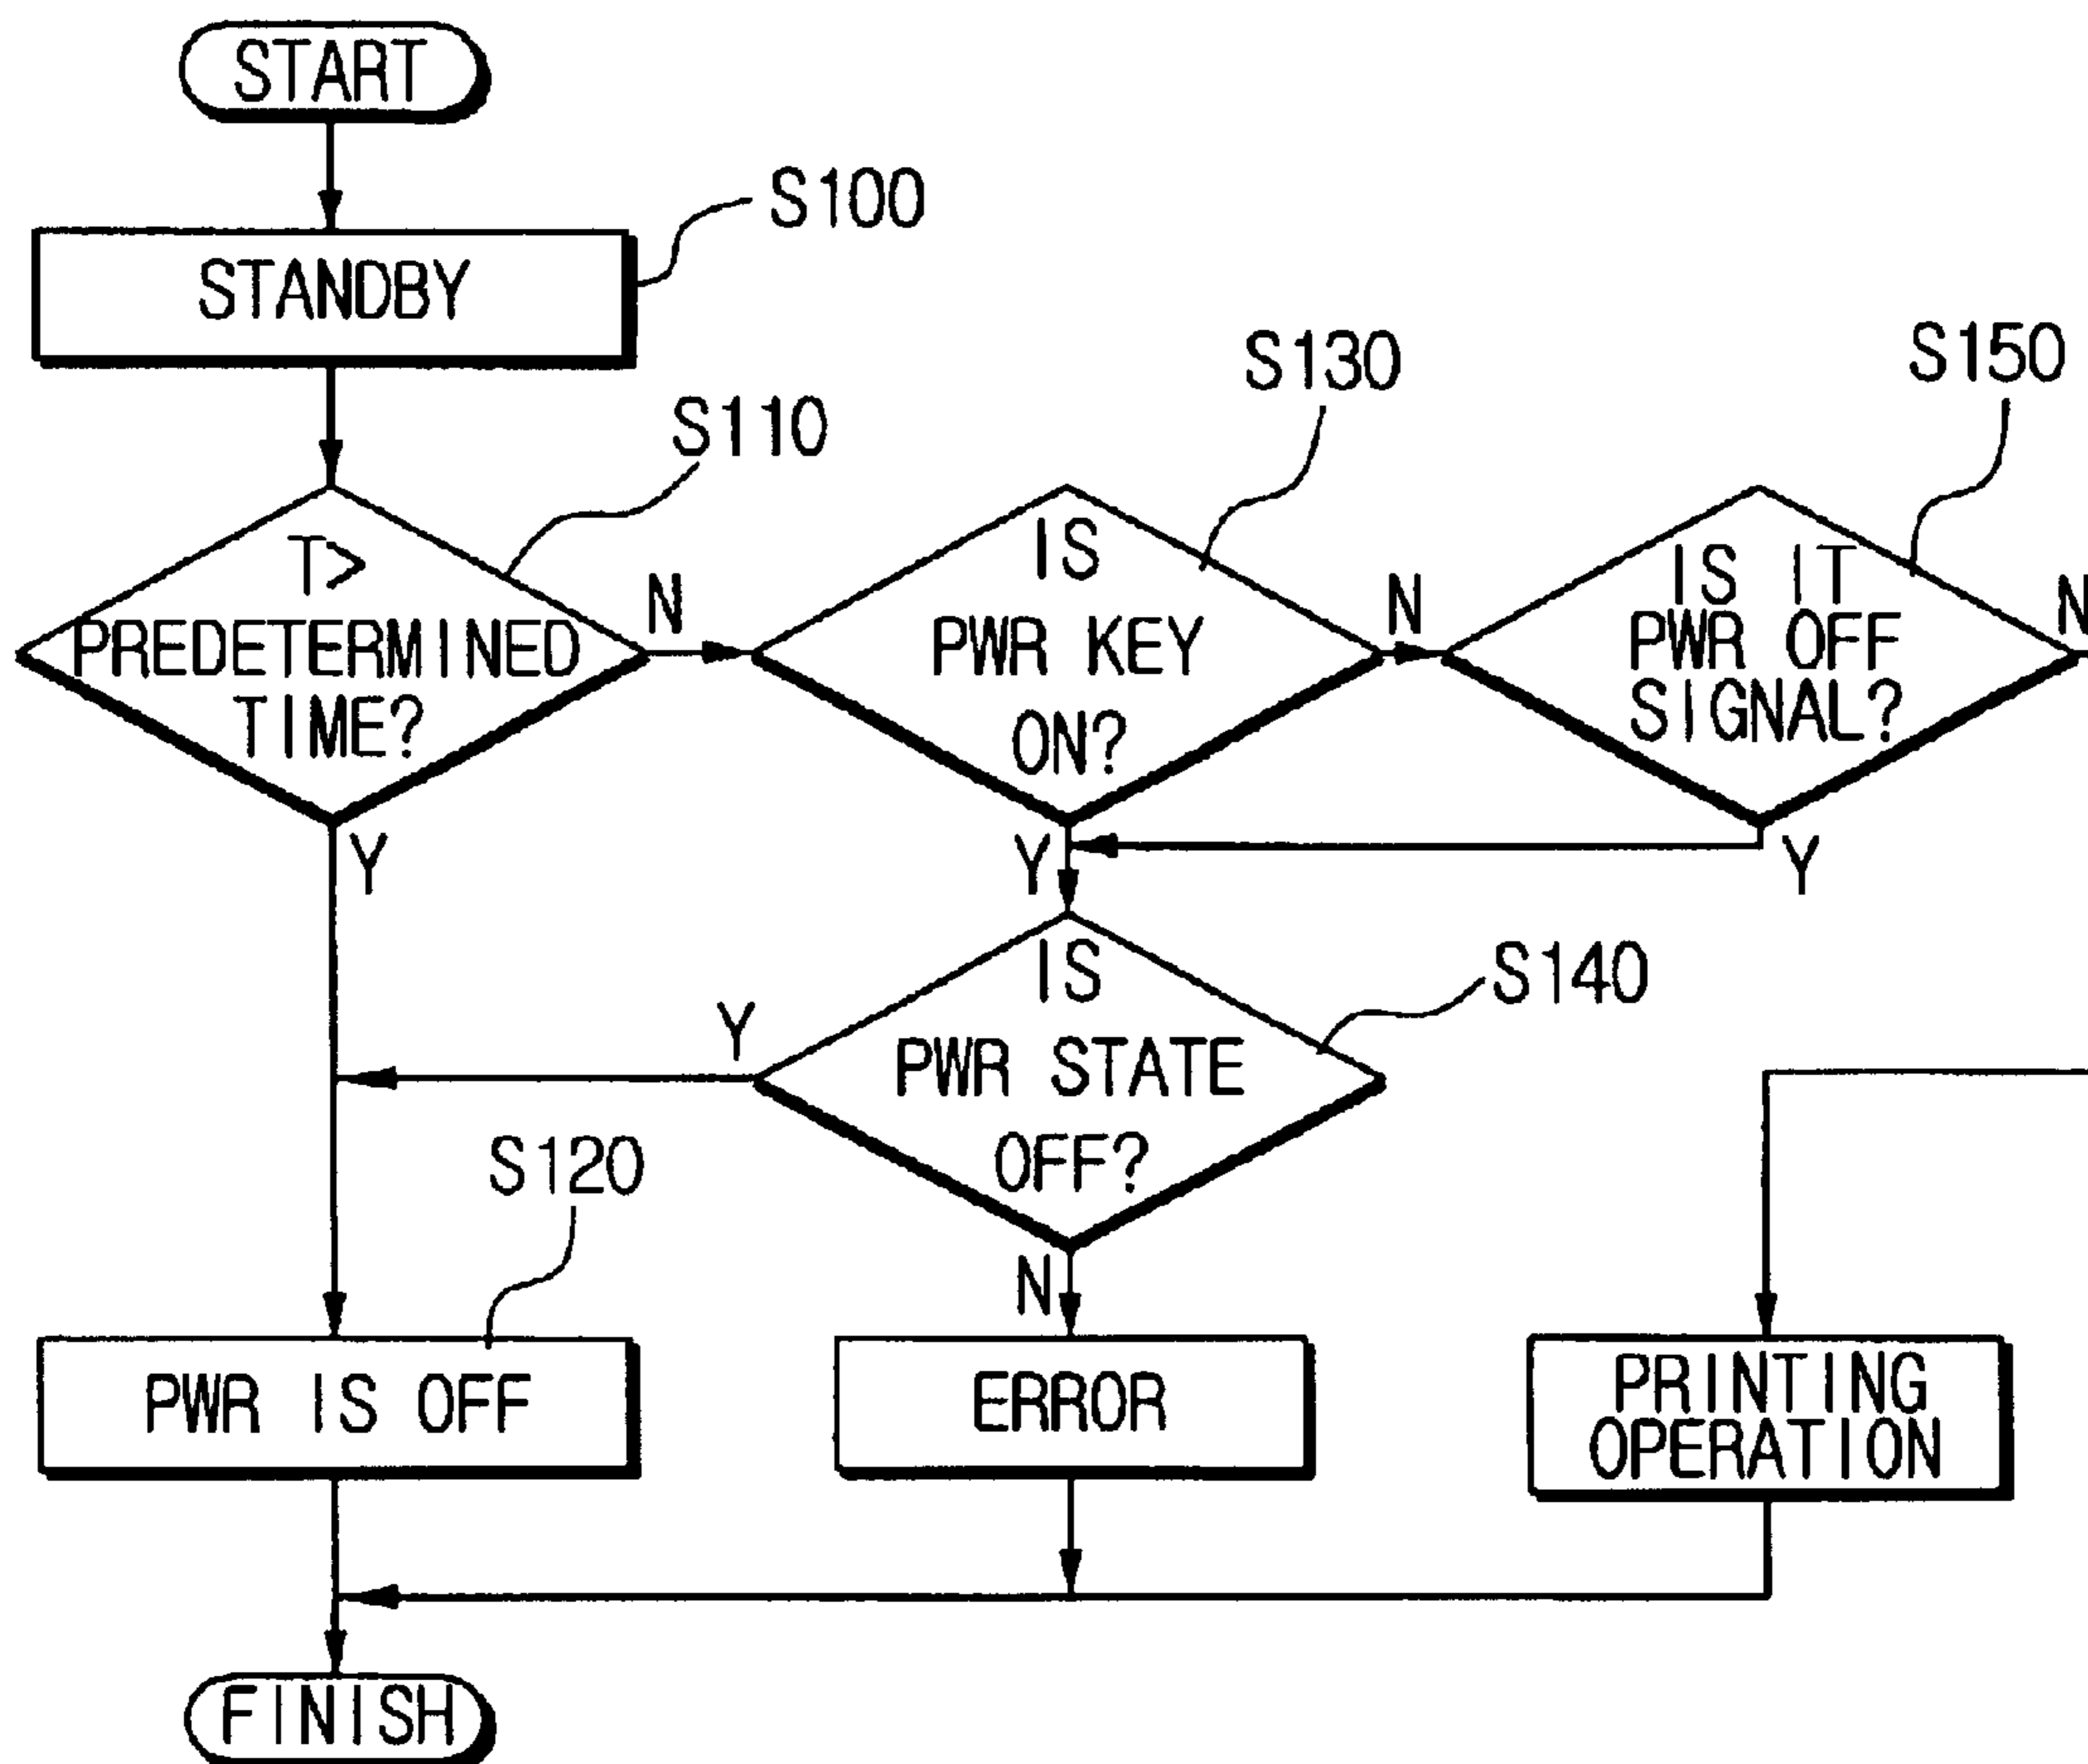 START
S100
STANDBY
S110
S130
S150
T>
PREDETERMINED
TIME?
N
IS
PWR KEY
ON?
N
IS IT
PWR OFF
SIGNAL?
N
Y
Y
Y
IS
PWR STATE
OFF?
S140
Y
N
S120
PWR IS OFF
ERROR
PRINTING
OPERATION
FINISH